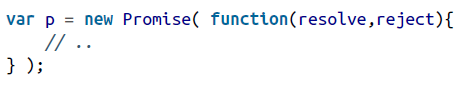 var p = new Promise( function(resolve,reject){
    // ..
} );